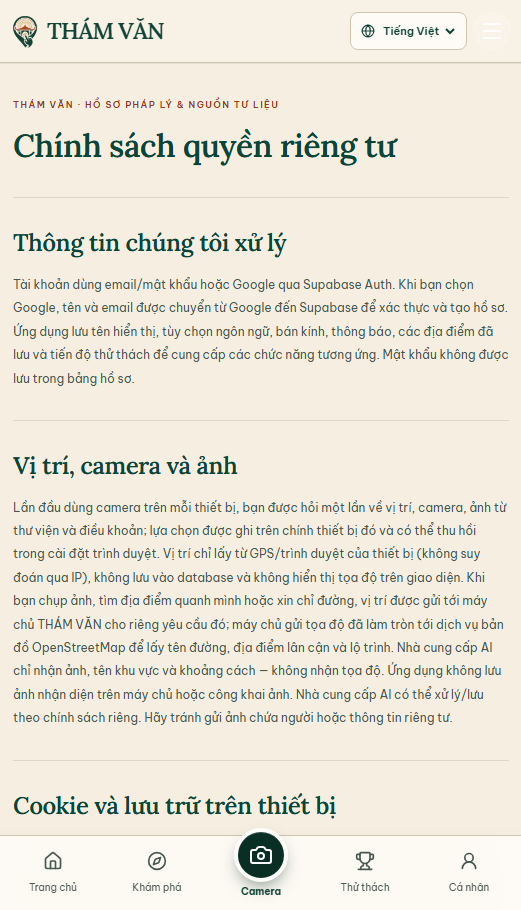 THÁM VĂN
Tiếng Việt
THÁM VĂN · HỒ SƠ PHÁP LÝ & NGUỒN TƯ LIỆU
Chính sách quyền riêng tư
Thông tin chúng tôi xử lý
Tài khoản dùng email/mật khẩu hoặc Google qua Supabase Auth. Khi bạn chọn
Google, tên và email được chuyển từ Google đến Supabase để xác thực và tạo hồ sơ.
Ứng dụng lưu tên hiển thị, tùy chọn ngôn ngữ, bán kính, thông báo, các địa điểm đã
lưu và tiến độ thử thách để cung cấp các chức năng tương ứng. Mật khẩu không được
lưu trong bảng hồ sơ.
Vị trí, camera và ảnh
Lần đầu dùng camera trên mỗi thiết bị, bạn được hỏi một lần về vị trí, camera, ảnh từ
thư viện và điều khoản; lựa chọn được ghi trên chính thiết bị đó và có thể thu hồi
trong cài đặt trình duyệt. Vị trí chỉ lấy từ GPS/trình duyệt của thiết bị (không suy
đoán qua IP), không lưu vào database và không hiển thị tọa độ trên giao diện. Khi
bạn chụp ảnh, tìm địa điểm quanh mình hoặc xin chỉ đường, vị trí được gửi tới máy
chủ THÁM VĂN cho riêng yêu cầu đó; máy chủ gửi tọa độ đã làm tròn tới dịch vụ bản
đồ OpenStreetMap để lấy tên đường, địa điểm lân cận và lộ trình. Nhà cung cấp AI
chỉ nhận ảnh, tên khu vực và khoảng cách — không nhận tọa độ. Ứng dụng không lưu
ảnh nhận diện trên máy chủ hoặc công khai ảnh. Nhà cung cấp AI có thể xử lý/lưu
theo chính sách riêng. Hãy tránh gửi ảnh chứa người hoặc thông tin riêng tư.
Cookie và lưu trữ trên thiết bị
Trang chủ
Khám phá
Camera
Thử thách
Cá nhân